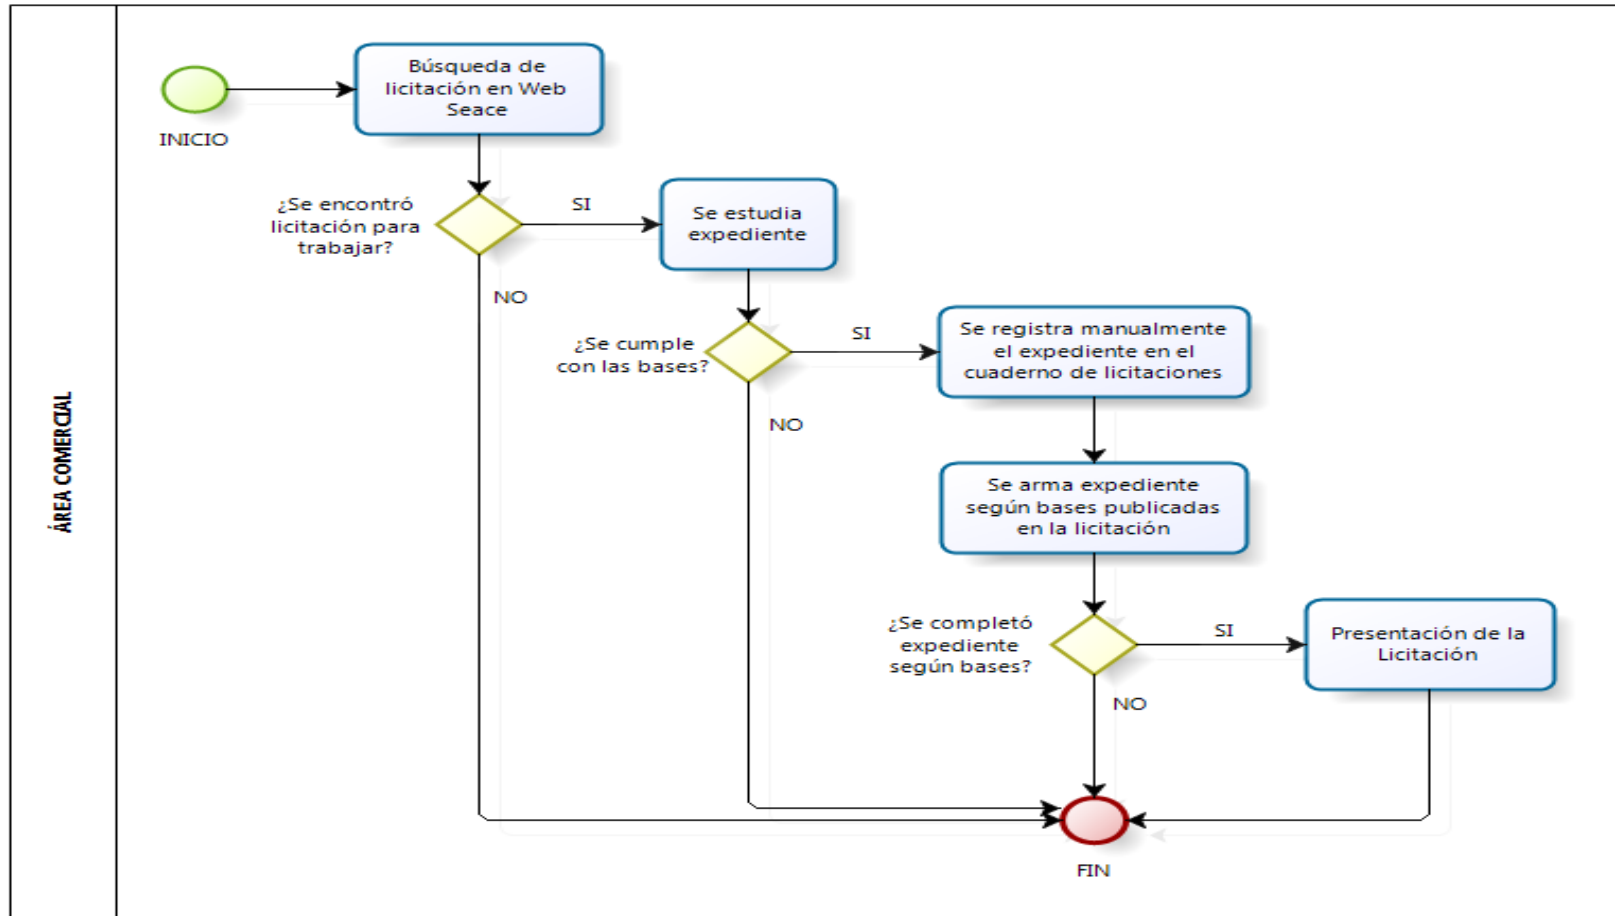 ÁREA COMERCIAL
INICIO
Búsqueda de
licitación en Web
Seace
¿Se encontró
licitación para
trabajar?
SI
NO
Se estudia
expediente
¿Se cumple
con las bases?
SI
NO
Se registra manualmente
el expediente en el
cuaderno de licitaciones
Se arma expediente
según bases publicadas
en la licitación
¿Se completó
expediente
según bases?
SI
NO
Presentación de la
Licitación
FIN